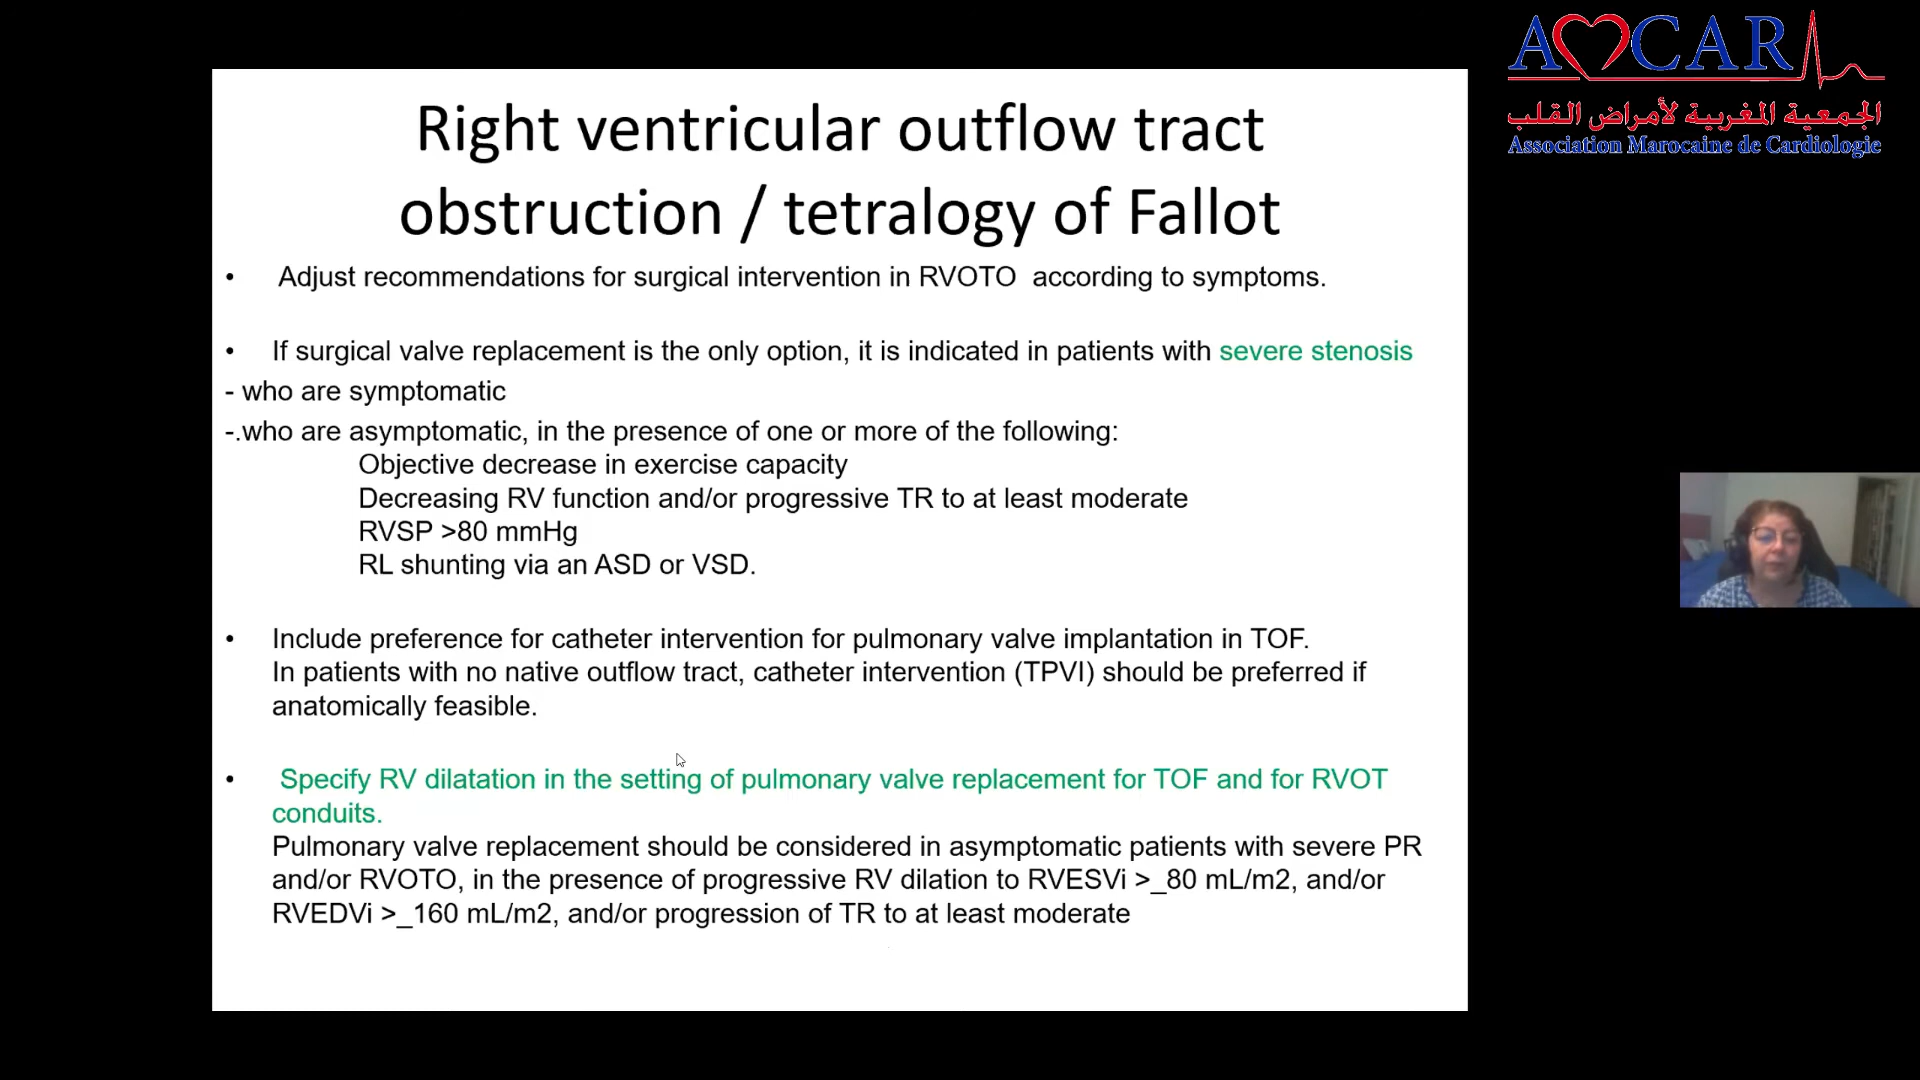 Right ventricular outflow tract
obstruction / tetralogy of Fallot
• Adjust recommendations for surgical intervention in RVOTO according to symptoms.
• If surgical valve replacement is the only option, it is indicated in patients with severe stenosis
- who are symptomatic
-.who are asymptomatic, in the presence of one or more of the following:
Objective decrease in exercise capacity
Decreasing RV function and/or progressive TR to at least moderate
RVSP >80 mmHg
RL shunting via an ASD or VSD.
• Include preference for catheter intervention for pulmonary valve implantation in TOF.
In patients with no native outflow tract, catheter intervention (TPVI) should be preferred if
anatomically feasible.
• Specify RV dilatation in the setting of pulmonary valve replacement for TOF and for RVOT
conduits.
Pulmonary valve replacement should be considered in asymptomatic patients with severe PR
and/or RVOTO, in the presence of progressive RV dilation to RVESVi >_80 mL/m2, and/or
RVEDVi >_160 mL/m2, and/or progression of TR to at least moderate
AMCAR
الجمعية المغربية لأمراض القلب
Association Marocaine de Cardiologie